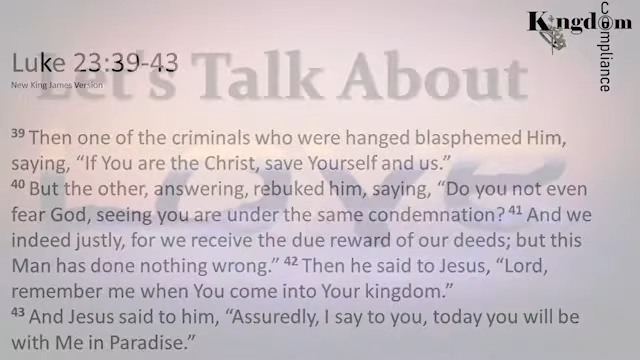 Kingdom
Compliance
Let's Talk About
LOVE
Luke 23:39-43
New King James Version
39 Then one of the criminals who were hanged blasphemed Him,
saying, “If You are the Christ, save Yourself and us.”
40 But the other, answering, rebuked him, saying, “Do you not even
fear God, seeing you are under the same condemnation? 41 And we
indeed justly, for we receive the due reward of our deeds; but this
Man has done nothing wrong.” 42 Then he said to Jesus, “Lord,
remember me when You come into Your kingdom.”
43 And Jesus said to him, “Assuredly, I say to you, today you will be
with Me in Paradise.”